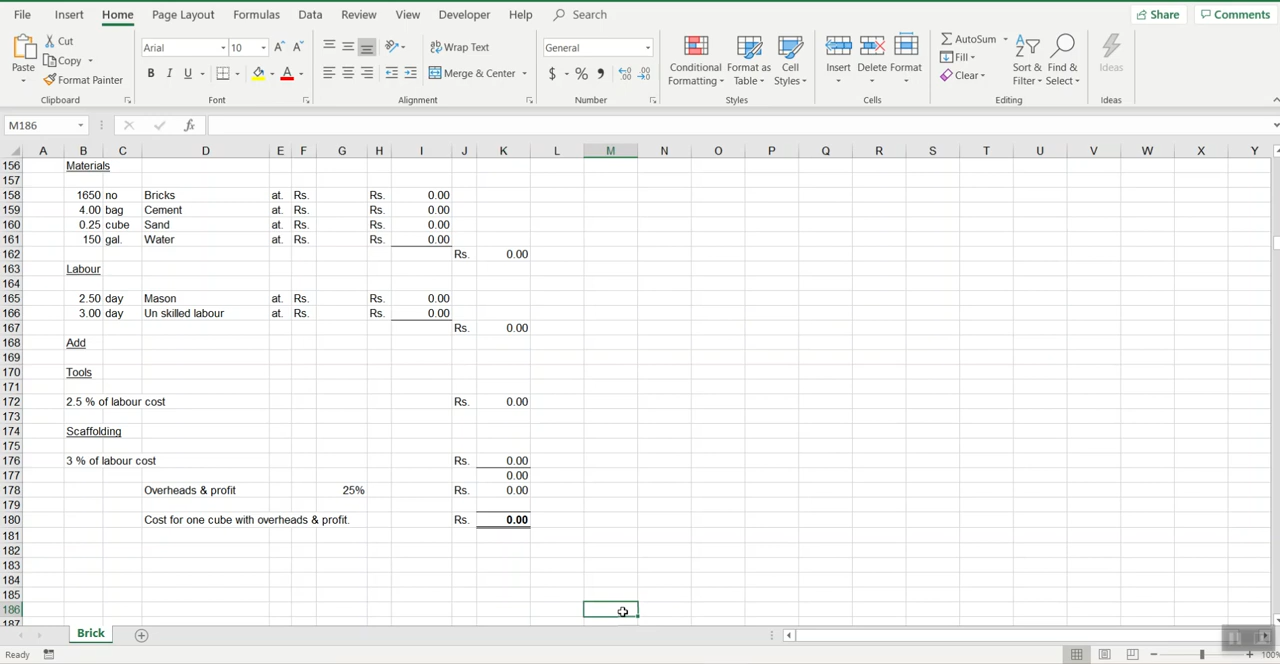 File Insert Home Page Layout Formulas Data Review View Developer Help Search Share Comments
Paste Cut Copy Format Painter Clipboard
Arial 10 A A B I U A Font
Wrap Text Merge & Center Alignment
General $ % , Number
Conditional Formatting Format as Table Cell Styles Styles
Insert Delete Format Cells
AutoSum Fill Clear Sort & Filter Find & Select Editing
Ideas Ideas
M186 fx
A B C D E F G H I J K L M N O P Q R S T U V W X Y
156 Materials
157
158 1650 no Bricks at. Rs. Rs. 0.00
159 4.00 bag Cement at. Rs. Rs. 0.00
160 0.25 cube Sand at. Rs. Rs. 0.00
161 150 gal. Water at. Rs. Rs. 0.00
162 Rs. 0.00
163 Labour
164
165 2.50 day Mason at. Rs. Rs. 0.00
166 3.00 day Un skilled labour at. Rs. Rs. 0.00
167 Rs. 0.00
168 Add
169
170 Tools
171
172 2.5 % of labour cost Rs. 0.00
173
174 Scaffolding
175
176 3 % of labour cost Rs. 0.00
177 0.00
178 Overheads & profit 25% Rs. 0.00
179
180 Cost for one cube with overheads & profit. Rs. 0.00
181
182
183
184
185
186
187
Brick
Ready 100%